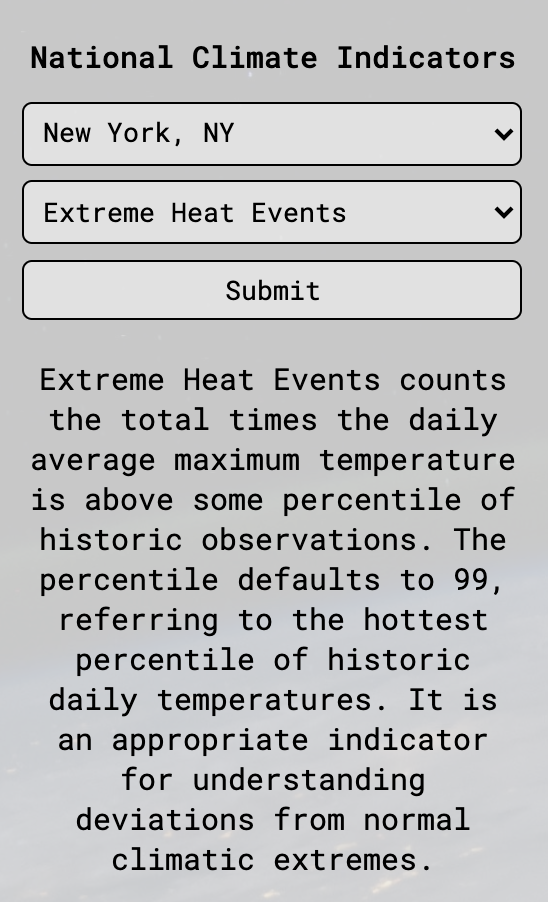 National Climate Indicators
New York, NY
Extreme Heat Events
Submit
Extreme Heat Events counts
the total times the daily
average maximum temperature
is above some percentile of
historic observations. The
percentile defaults to 99,
referring to the hottest
percentile of historic
daily temperatures. It is
an appropriate indicator
for understanding
deviations from normal
climatic extremes.